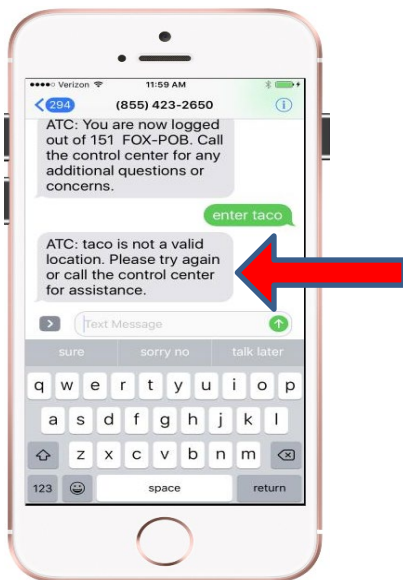 Verizon 11:59 AM
294 (855) 423-2650
ATC: You are now logged
out of 151 FOX-POB. Call
the control center for any
additional questions or
concerns.
enter taco
ATC: taco is not a valid
location. Please try again
or call the control center
for assistance.
Text Message
sure sorry no talk later
q w e r t y u i o p
a s d f g h j k l
z x c v b n m
123 space return